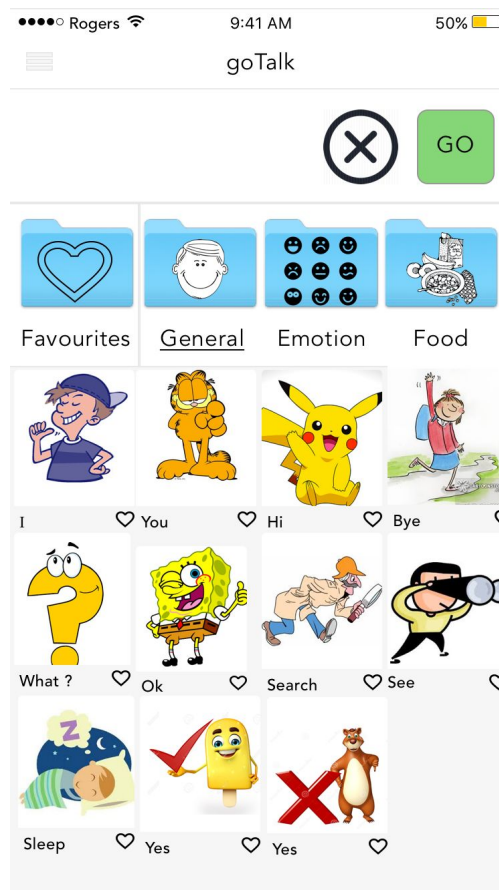 Rogers 9:41 AM 50%
goTalk
GO
Favourites General Emotion Food
I You Hi Bye
What ? Ok Search See
Z
Sleep Yes Yes